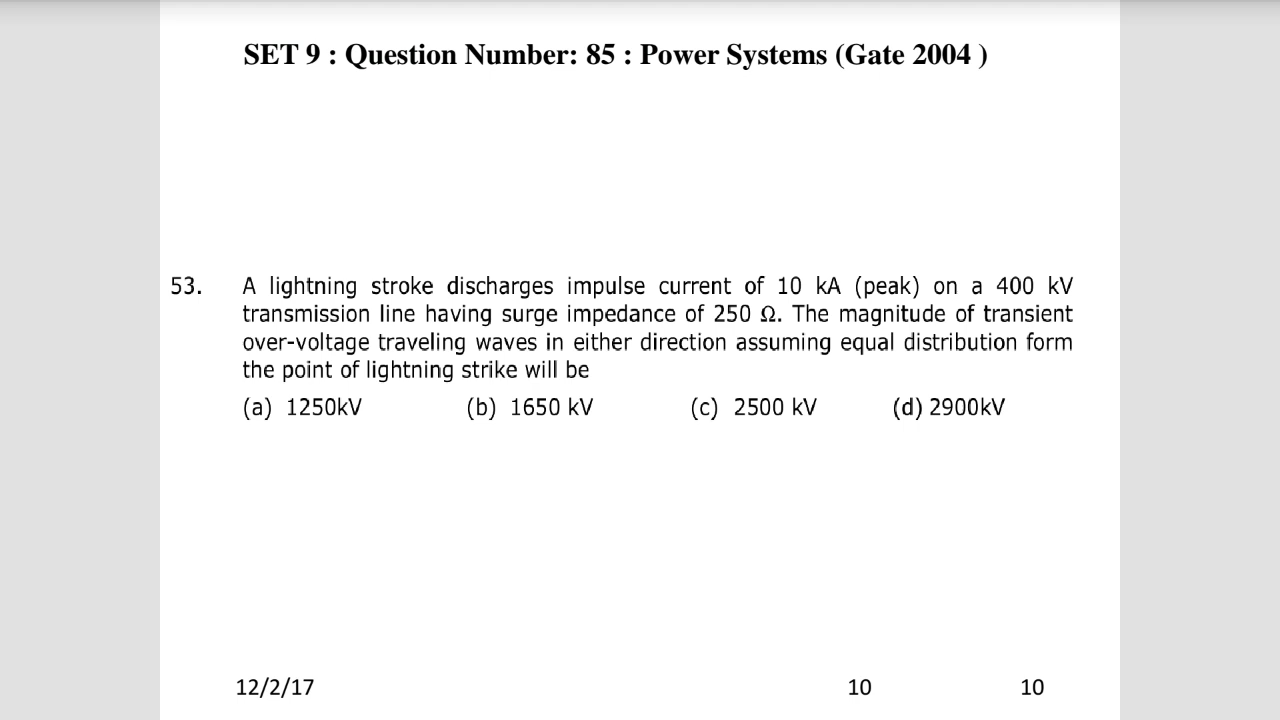 SET 9 : Question Number: 85 : Power Systems (Gate 2004 )
53. A lightning stroke discharges impulse current of 10 kA (peak) on a 400 kV
transmission line having surge impedance of 250 Ω. The magnitude of transient
over-voltage traveling waves in either direction assuming equal distribution form
the point of lightning strike will be
(a) 1250kV (b) 1650 kV (c) 2500 kV (d) 2900kV
12/2/17 10 10